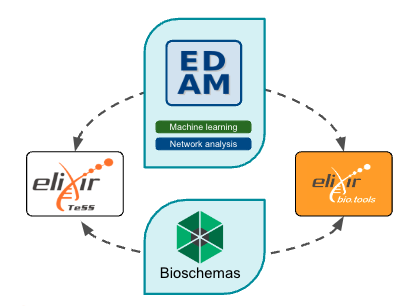 ED
AM
Machine learning
Network analysis
elixir
TeSS
elixir
bio.tools
Bioschemas